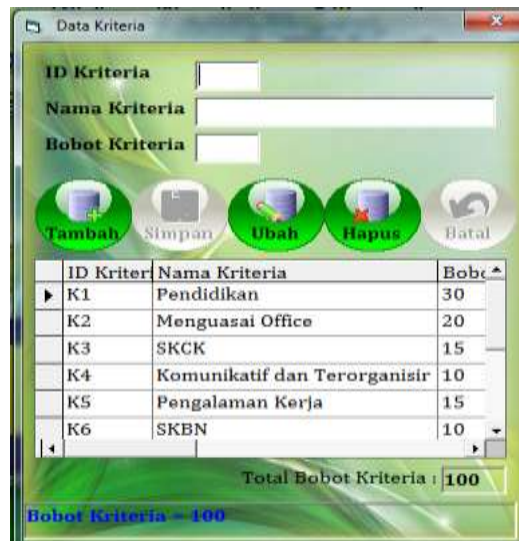 Data Kriteria
ID Kriteria
Nama Kriteria
Bobot Kriteria
Tambah Simpan Ubah Hapus Batal
ID Kriteri Nama Kriteria Bobo
K1 Pendidikan 30
K2 Menguasai Office 20
K3 SKCK 15
K4 Komunikatif dan Terorganisir 10
K5 Pengalaman Kerja 15
K6 SKBN 10
Total Bobot Kriteria : 100
Bobot Kriteria = 100